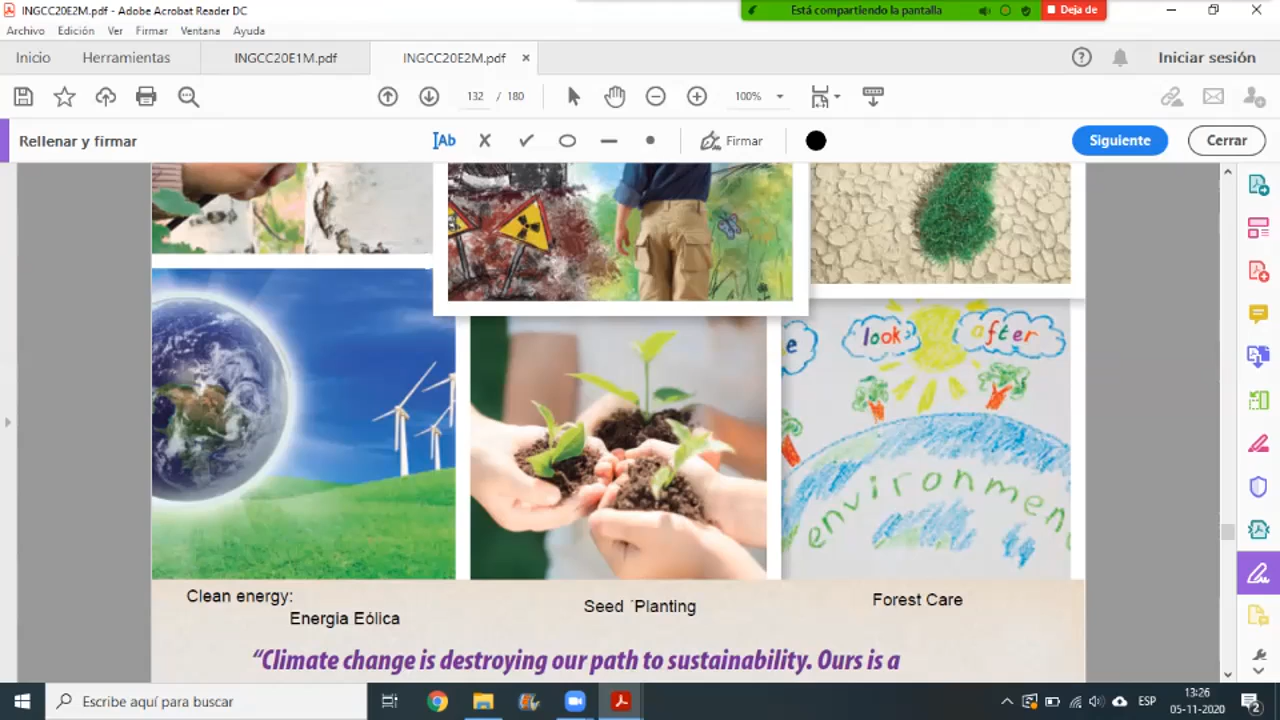 INGCC20E2M.pdf - Adobe Acrobat Reader DC
Está compartiendo la pantalla
Deja de
Archivo Edición Ver Firmar Ventana Ayuda
Inicio Herramientas INGCC20E1M.pdf INGCC20E2M.pdf × Iniciar sesión
132 / 180 100%
Rellenar y firmar Ab Firmar Siguiente Cerrar
e look after
environmen
Clean energy:
Energia Eólica
Seed ´Planting
Forest Care
“Climate change is destroying our path to sustainability. Ours is a
Escribe aquí para buscar
ESP
13:26
05-11-2020
2